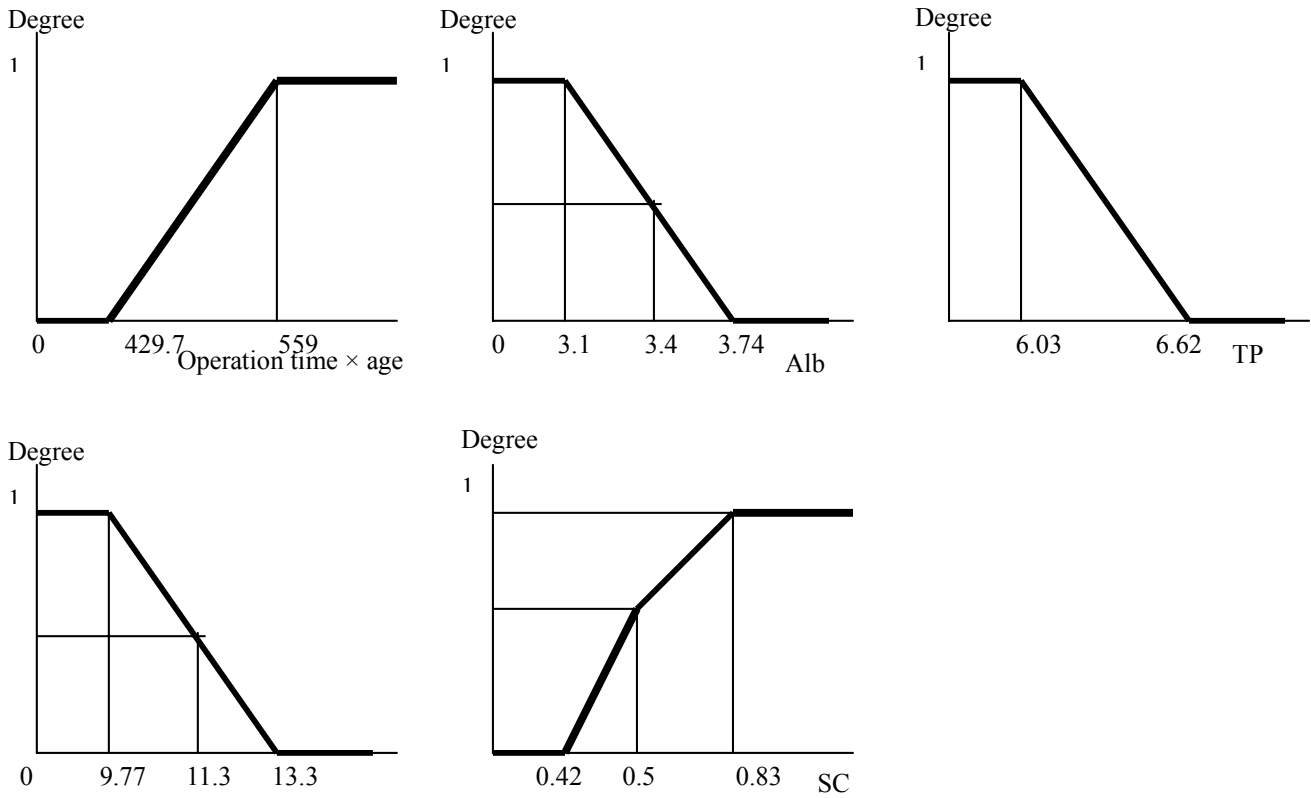 Degree
1
0 429.7 559
Operation time × age
Degree
1
0 3.1 3.4 3.74
Alb
Degree
1
6.03 6.62
TP
Degree
1
0 9.77 11.3 13.3
Degree
1
0.42 0.5 0.83
SC